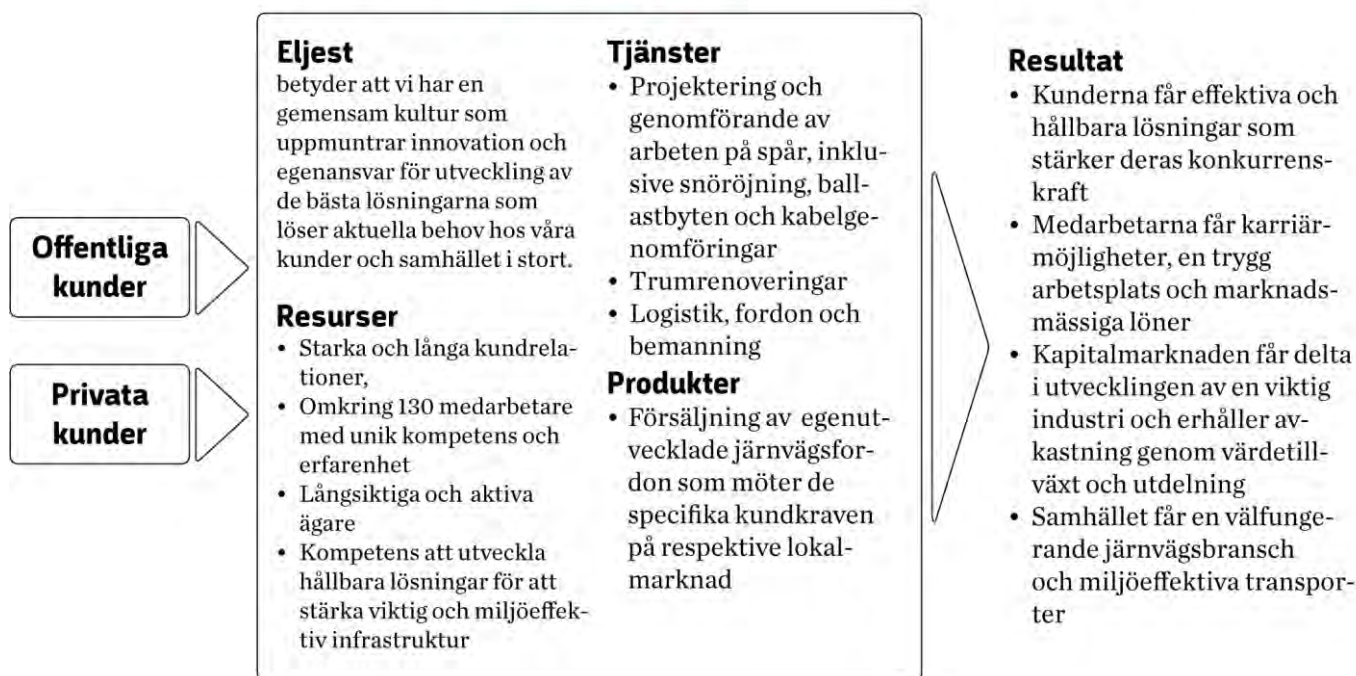 Offentliga
kunder
Privata
kunder
Eljest
betyder att vi har en
gemensam kultur som
uppmuntrar innovation och
egenansvar för utveckling av
de bästa lösningarna som
löser aktuella behov hos våra
kunder och samhället i stort.
Resurser
• Starka och långa kundrela-
tioner,
• Omkring 130 medarbetare
med unik kompetens och
erfarenhet
• Långsiktiga och aktiva
ägare
• Kompetens att utveckla
hållbara lösningar för att
stärka viktig och miljöeffek-
tiv infrastruktur
Tjänster
• Projektering och
genomförande av
arbeten på spår, inklu-
sive snöröjning, ball-
astbyten och kabelge-
nomföringar
• Trumrenoveringar
• Logistik, fordon och
bemanning
Produkter
• Försäljning av egenut-
vecklade järnvägsfor-
don som möter de
specifika kundkraven
på respektive lokal-
marknad
Resultat
• Kunderna får effektiva och
hållbara lösningar som
stärker deras konkurrens-
kraft
• Medarbetarna får karriär-
möjligheter, en trygg
arbetsplats och marknads-
mässiga löner
• Kapitalmarknaden får delta
i utvecklingen av en viktig
industri och erhåller av-
kastning genom värdetill-
växt och utdelning
• Samhället får en välfunge-
rande järnvägsbransch
och miljöeffektiva transpor-
ter